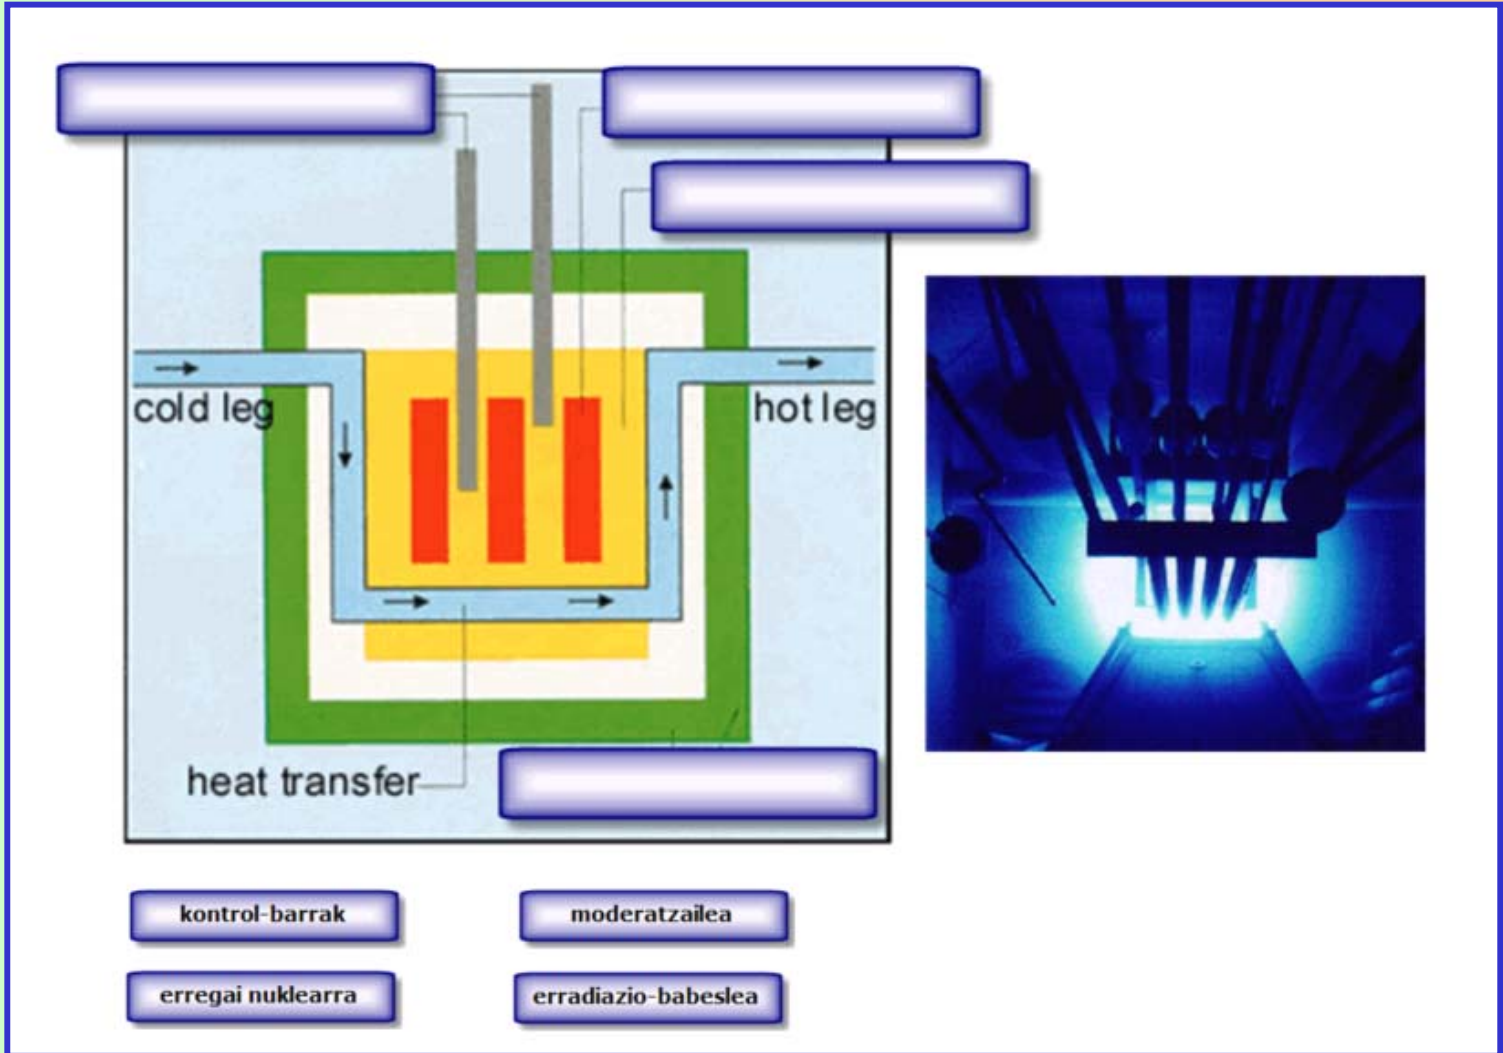 cold leg
hot leg
heat transfer
kontrol-barrak
moderatzailea
erregai nuklearra
erradiazio-babeslea